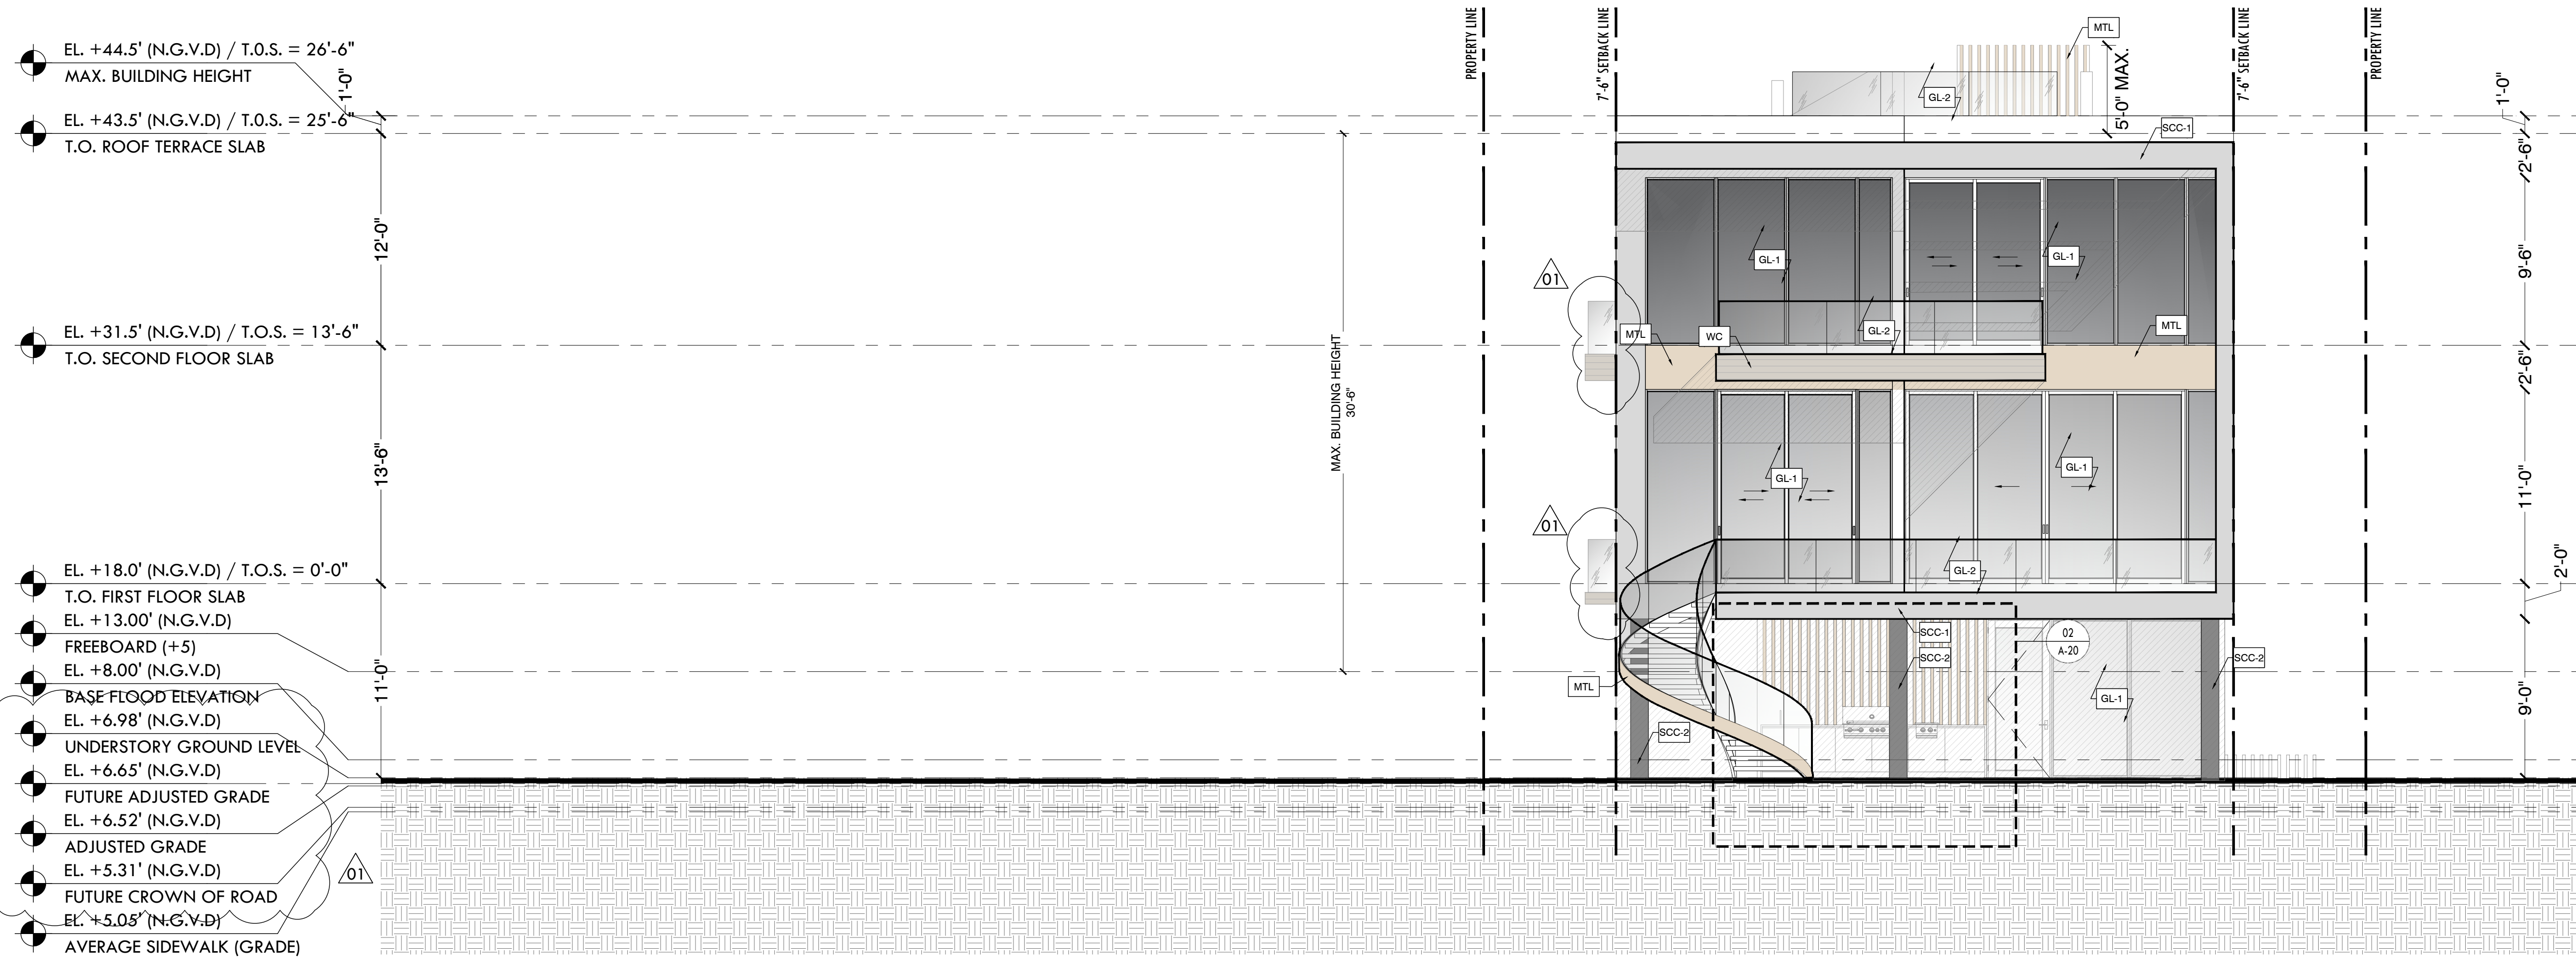 EL. +44.5' (N.G.V.D) / T.0.S. = 26'-6"
MAX. BUILDING HEIGHT
1'-0"
EL. +43.5' (N.G.V.D) / T.0.S. = 25'-6"
T.O. ROOF TERRACE SLAB
12'-0"
EL. +31.5' (N.G.V.D) / T.O.S. = 13'-6"
T.O. SECOND FLOOR SLAB
13'-6"
EL. +18.0' (N.G.V.D) / T.O.S. = 0'-0"
T.O. FIRST FLOOR SLAB
EL. +13.00' (N.G.V.D)
FREEBOARD (+5)
EL. +8.00' (N.G.V.D)
BASE FLOOD ELEVATION
11'-0"
EL. +6.98' (N.G.V.D)
UNDERSTORY GROUND LEVEL
EL. +6.65' (N.G.V.D)
FUTURE ADJUSTED GRADE
EL. +6.52' (N.G.V.D)
ADJUSTED GRADE
EL. +5.31' (N.G.V.D)
FUTURE CROWN OF ROAD
01
EL. +5.05' (N.G.V.D)
AVERAGE SIDEWALK (GRADE)
MAX. BUILDING HEIGHT
30'-6"
PROPERTY LINE
7'-6" SETBACK LINE
MTL
GL-2
5'-0" MAX.
SCC-1
7'-6" SETBACK LINE
PROPERTY LINE
01
GL-1
GL-1
MTL
WC
GL-2
MTL
01
GL-1
GL-1
GL-2
SCC-1
SCC-2
02
A-20
SCC-2
MTL
GL-1
SCC-2
1'-0"
2'-6"
9'-6"
2'-6"
11'-0"
2'-0"
9'-0"